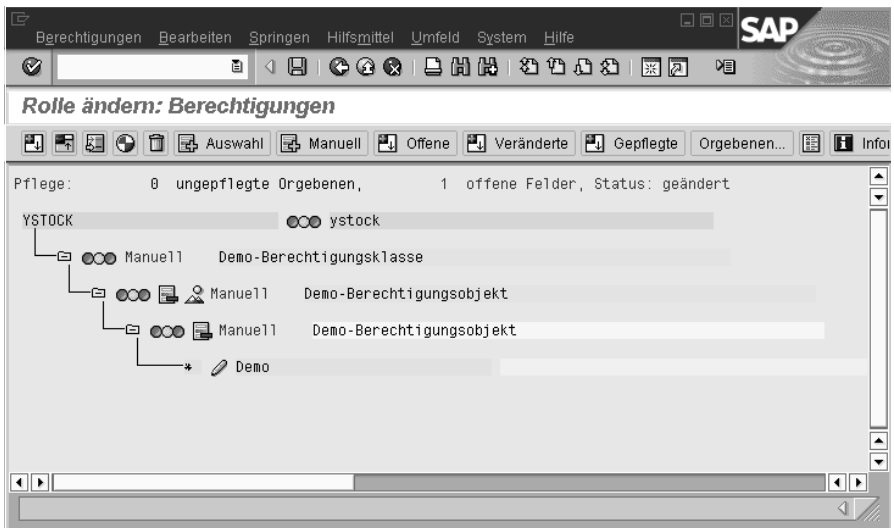 SAP
Berechtigungen Bearbeiten Springen Hilfsmittel Umfeld System Hilfe
Rolle ändern: Berechtigungen
Auswahl Manuell Offene Veränderte Gepflegte Orgebenen... Infor
Pflege: 0 ungepflegte Orgebenen, 1 offene Felder, Status: geändert
YSTOCK ystock
Manuell Demo-Berechtigungsklasse
Manuell Demo-Berechtigungsobjekt
Manuell Demo-Berechtigungsobjekt
* Demo